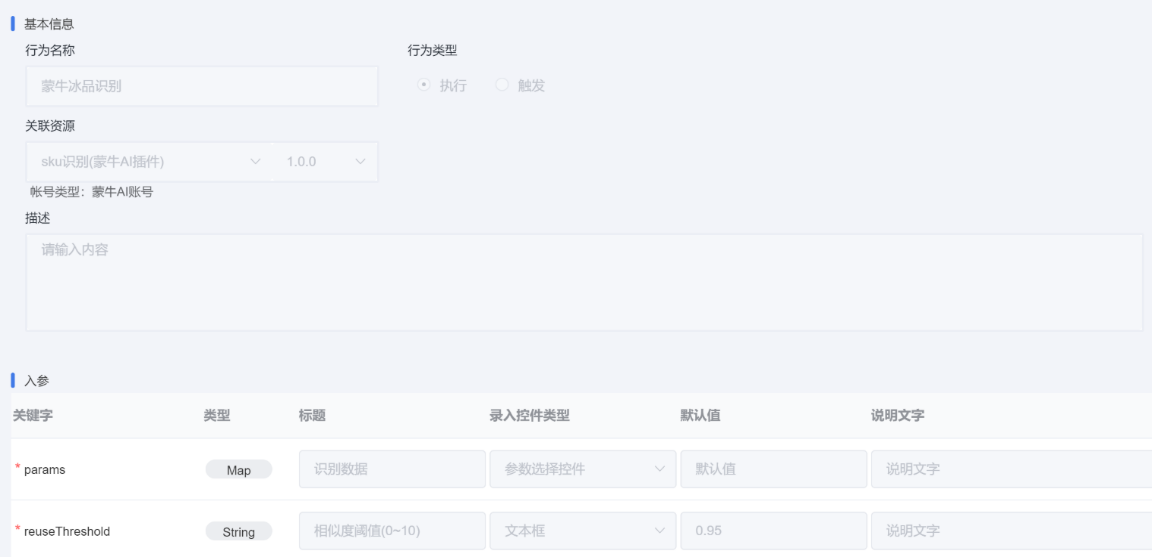 基本信息
行为名称 行为类型
蒙牛冰品识别 执行 触发
关联资源
sku识别(蒙牛AI插件) 1.0.0
帐号类型：蒙牛AI账号
描述
请输入内容
入参
关键字 类型 标题 录入控件类型 默认值 说明文字
* params Map 识别数据 参数选择控件 默认值 说明文字
* reuseThreshold String 相似度阈值(0~10) 文本框 0.95 说明文字